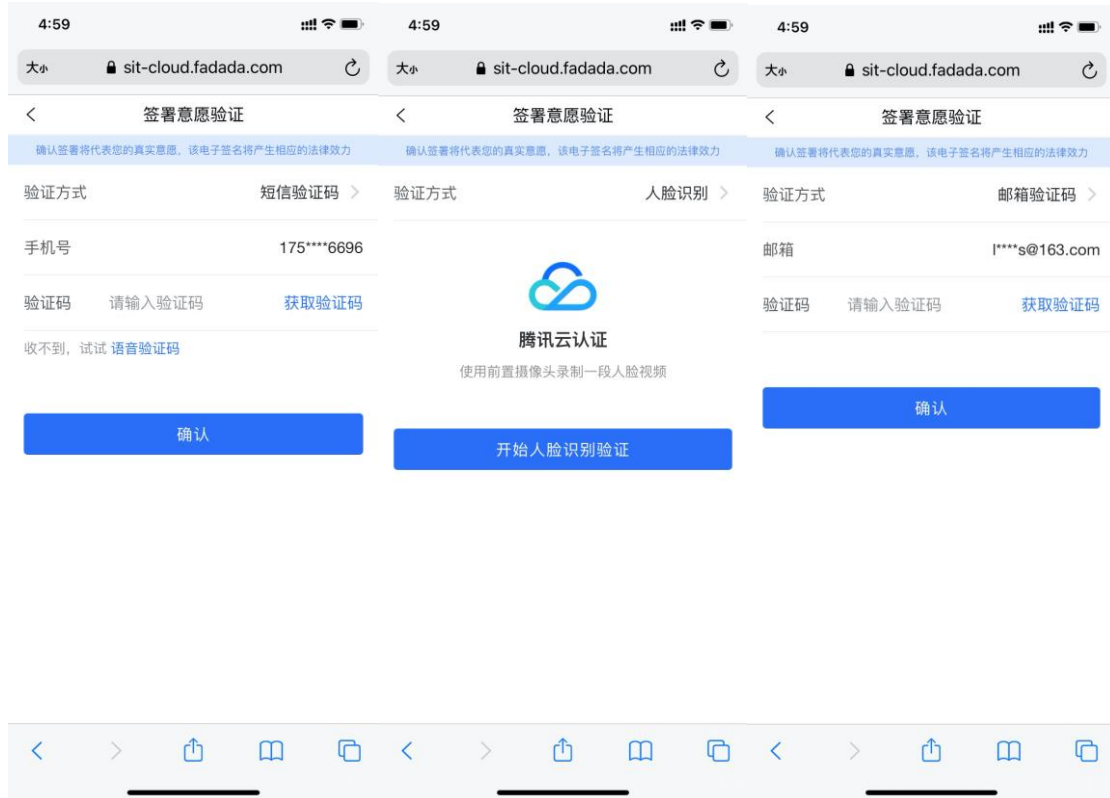 4:59
大小 sit-cloud.fadada.com
签署意愿验证
确认签署将代表您的真实意愿，该电子签名将产生相应的法律效力
验证方式 短信验证码
手机号 175****6696
验证码 请输入验证码 获取验证码
收不到，试试 语音验证码
确认
4:59
大小 sit-cloud.fadada.com
签署意愿验证
确认签署将代表您的真实意愿，该电子签名将产生相应的法律效力
验证方式 人脸识别
腾讯云认证
使用前置摄像头录制一段人脸视频
开始人脸识别验证
4:59
大小 sit-cloud.fadada.com
签署意愿验证
确认签署将代表您的真实意愿，该电子签名将产生相应的法律效力
验证方式 邮箱验证码
邮箱 l****s@163.com
验证码 请输入验证码 获取验证码
确认